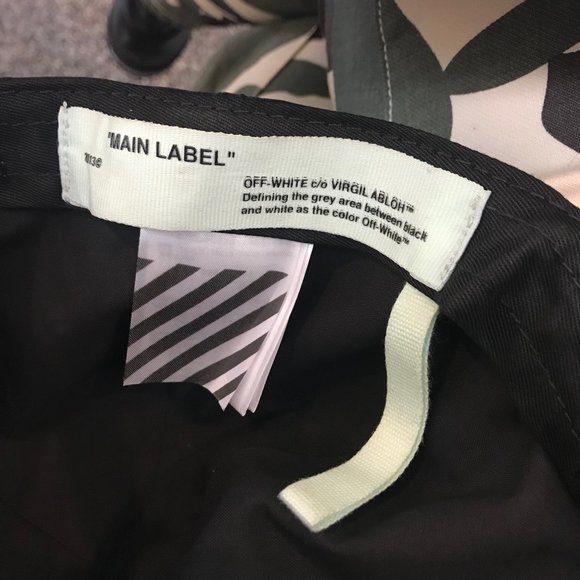 "MAIN LABEL"
OFF-WHITE c/o VIRGIL ABLOH™
Defining the grey area between black
and white as the color Off-White™